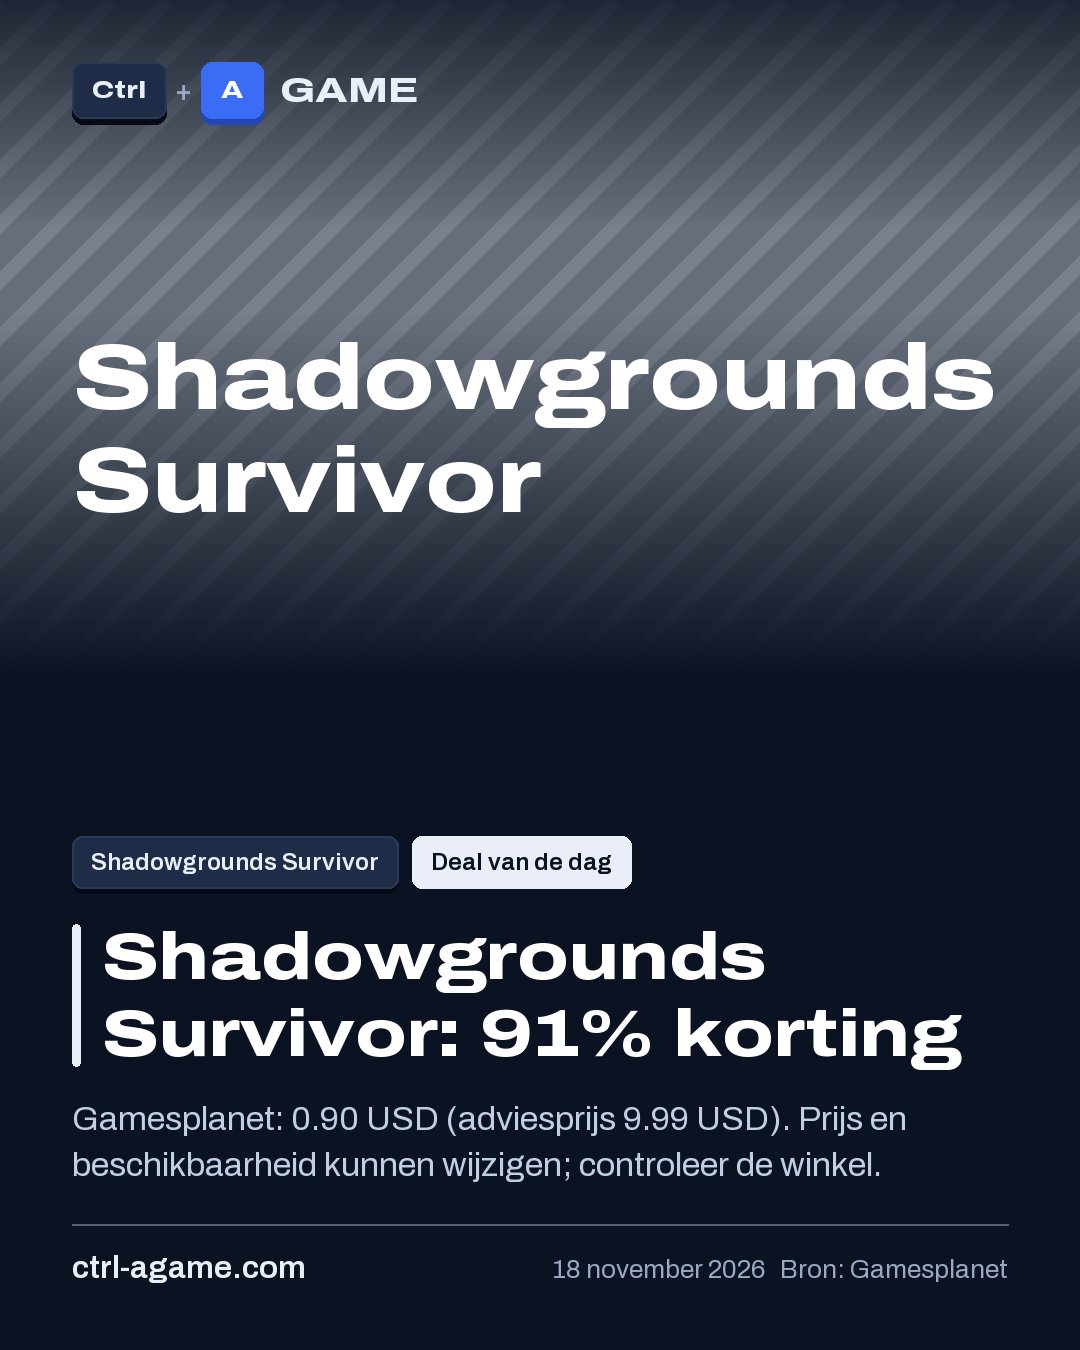 Ctrl + A GAME
Shadowgrounds
Survivor
Shadowgrounds Survivor Deal van de dag
Shadowgrounds
Survivor: 91% korting
Gamesplanet: 0.90 USD (adviesprijs 9.99 USD). Prijs en
beschikbaarheid kunnen wijzigen; controleer de winkel.
ctrl-agame.com 18 november 2026 Bron: Gamesplanet